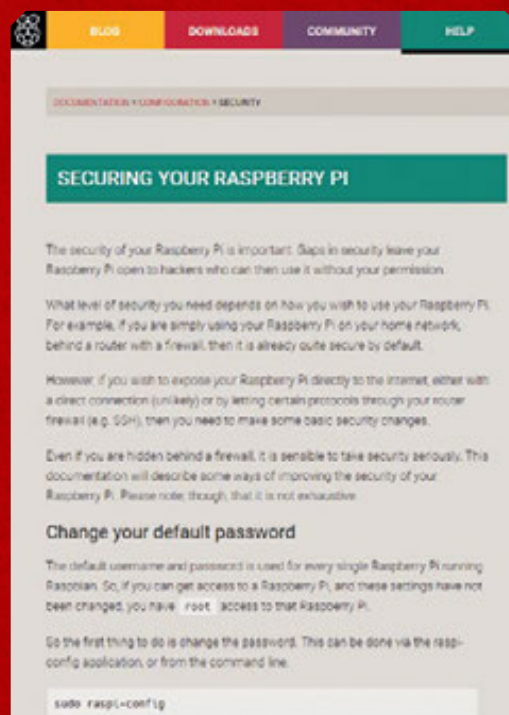 BLOG DOWNLOADS COMMUNITY HELP
DOCUMENTATION > CONFIGURATION > SECURITY
SECURING YOUR RASPBERRY PI
The security of your Raspberry Pi is important. Gaps in security leave your
Raspberry Pi open to hackers who can then use it without your permission.
What level of security you need depends on how you wish to use your Raspberry Pi.
For example, if you are simply using your Raspberry Pi on your home network,
behind a router with a firewall, then it is already quite secure by default.
However, if you wish to expose your Raspberry Pi directly to the internet, either with
a direct connection (unlikely) or by letting certain protocols through your router
firewall (e.g. SSH), then you need to make some basic security changes.
Even if you are hidden behind a firewall, it is sensible to take security seriously. This
documentation will describe some ways of improving the security of your
Raspberry Pi. Please note, though, that it is not exhaustive.
Change your default password
The default username and password is used for every single Raspberry Pi running
Raspbian. So, if you can get access to a Raspberry Pi, and these settings have not
been changed, you have root access to that Raspberry Pi.
So the first thing to do is change the password. This can be done via the raspi-
config application, or from the command line.
sudo raspi-config